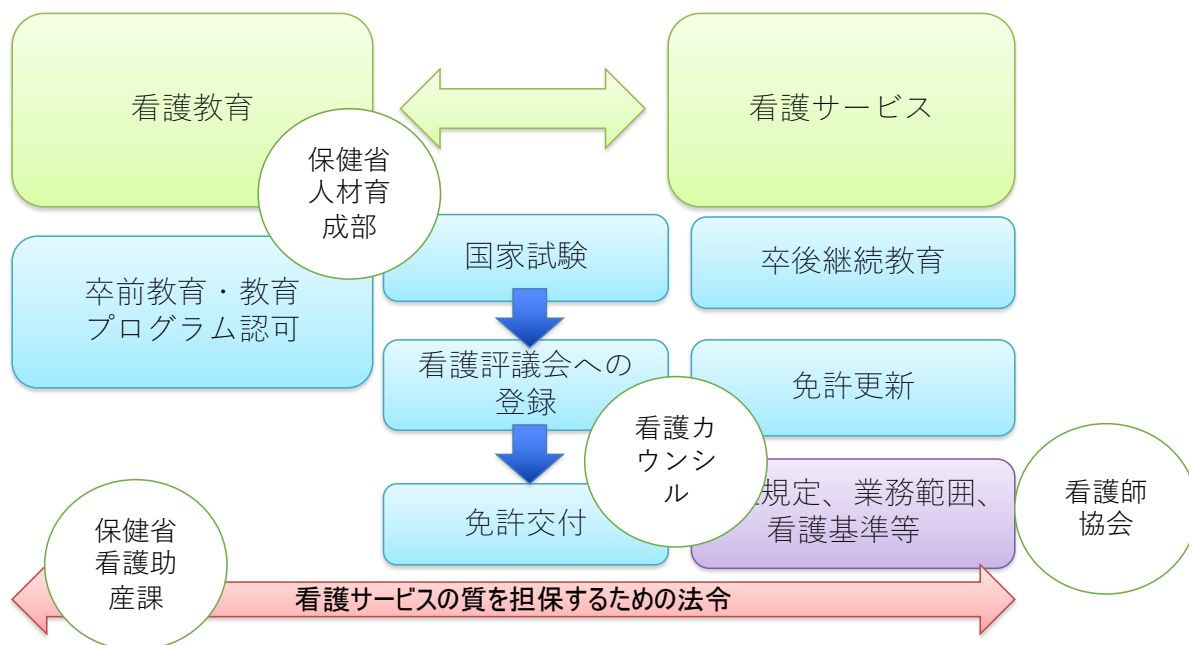 看護教育
看護サービス
保健省
人材育
成部
国家試験
卒後継続教育
卒前教育・教育
プログラム認可
看護評議会への
登録
免許更新
看護カ
ウンシ
ル
規定、業務範囲、
看護基準等
看護師
協会
免許交付
保健省
看護助
産課
看護サービスの質を担保するための法令